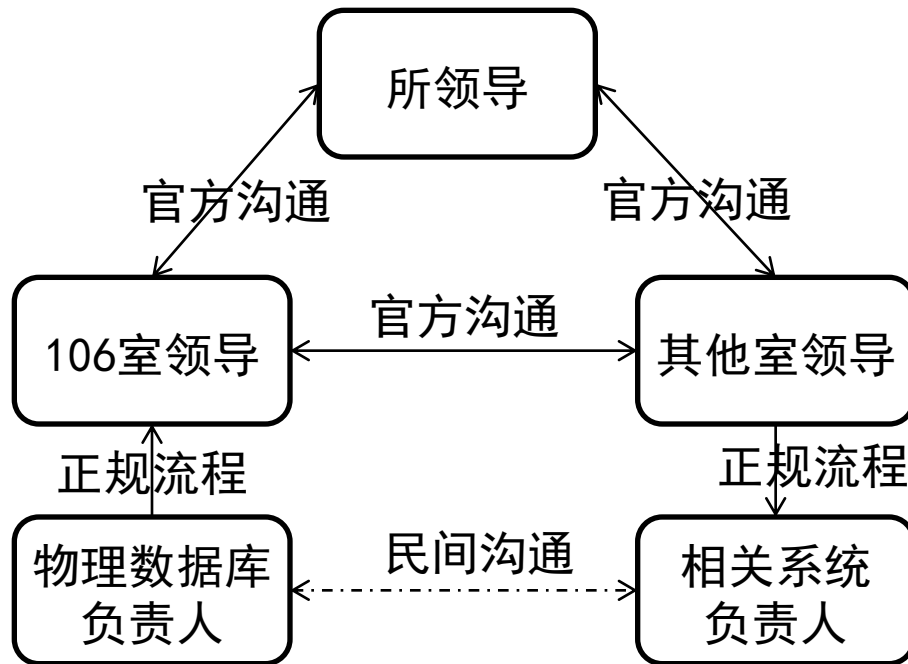 所领导
官方沟通
官方沟通
官方沟通
106室领导
其他室领导
正规流程
正规流程
物理数据库
负责人
民间沟通
相关系统
负责人